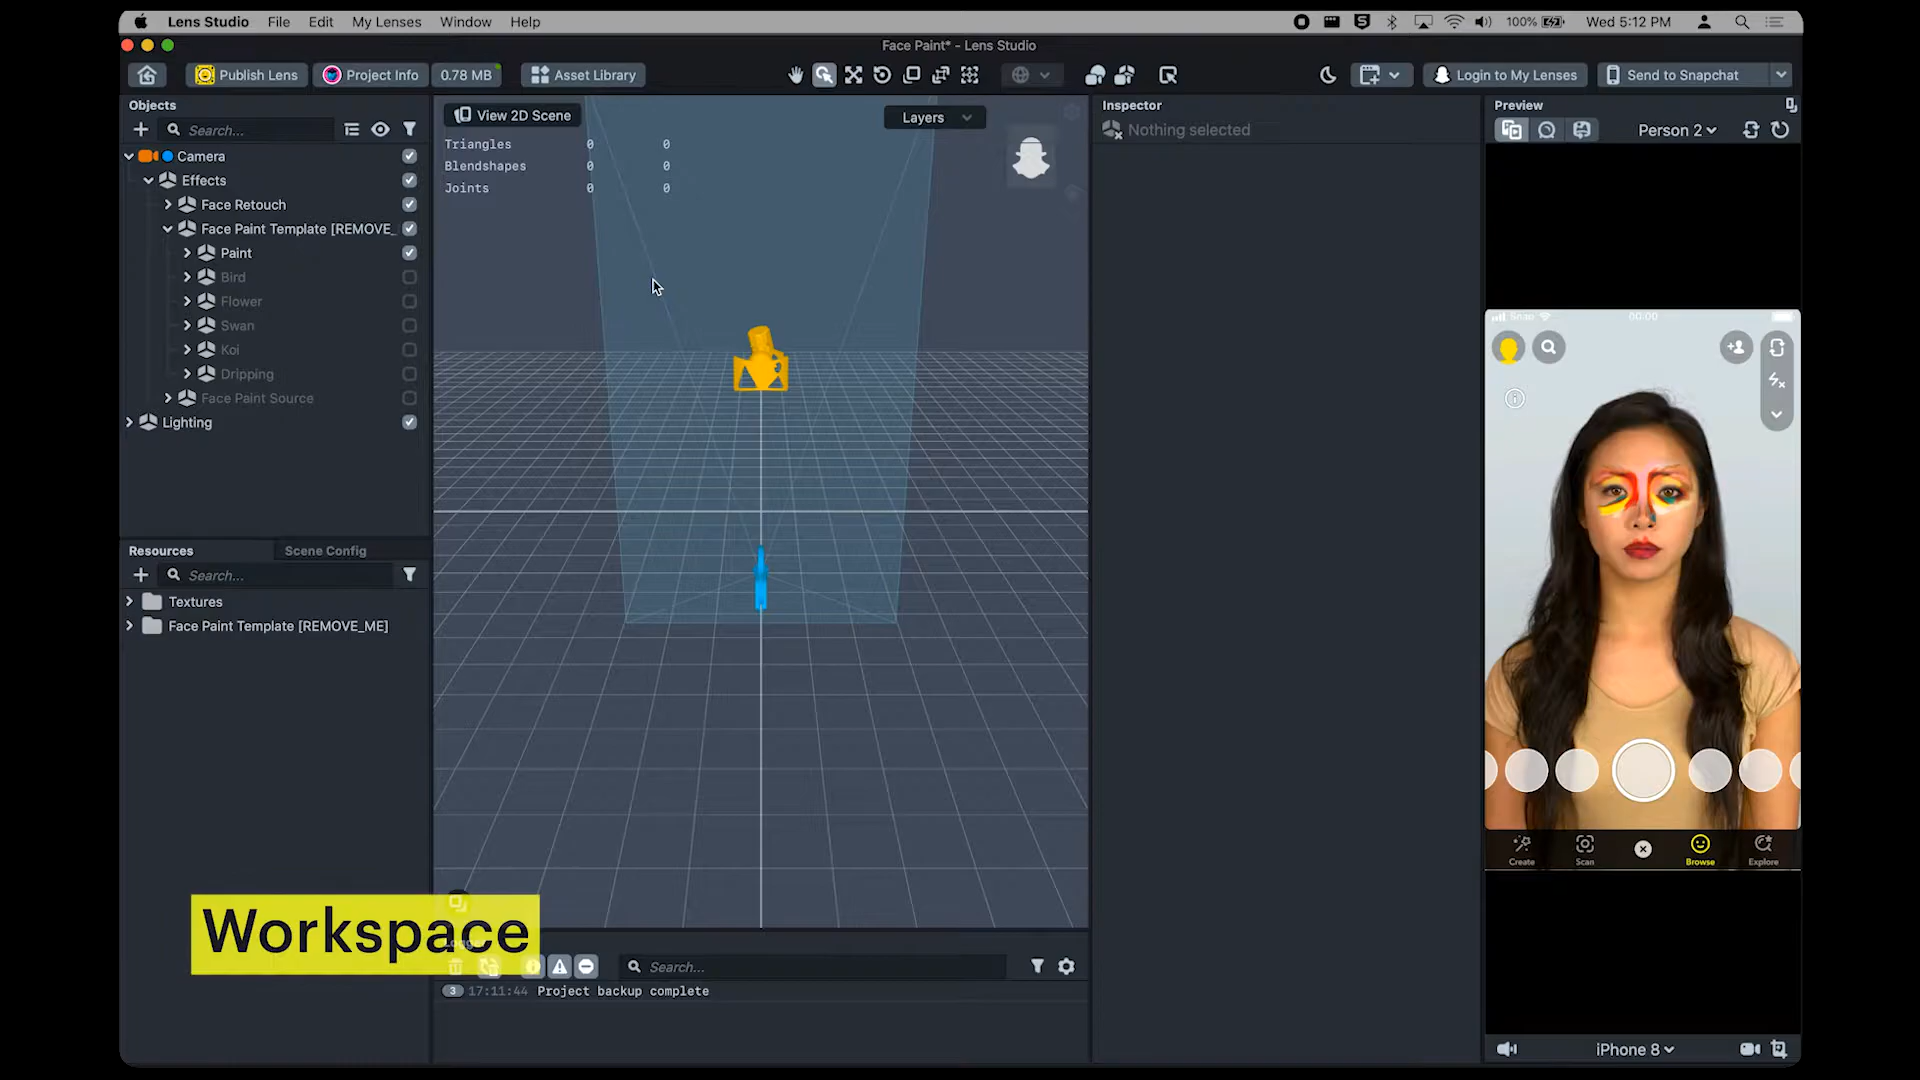 Lens Studio File Edit My Lenses Window Help 100% Wed 5:12 PM
Face Paint* - Lens Studio
Publish Lens Project Info 0.78 MB Asset Library Login to My Lenses Send to Snapchat
Objects
Search...
Camera
Effects
Face Retouch
Face Paint Template [REMOVE_
Paint
Bird
Flower
Swan
Koi
Dripping
Face Paint Source
Lighting
Resources Scene Config
Search...
Textures
Face Paint Template [REMOVE_ME]
View 2D Scene Layers
Triangles 0 0
Blendshapes 0 0
Joints 0 0
Workspace
Search...
3 17:11:44 Project backup complete
Inspector
Nothing selected
Preview
Person 2
Snap 00:00
Create Scan Browse Explore
iPhone 8